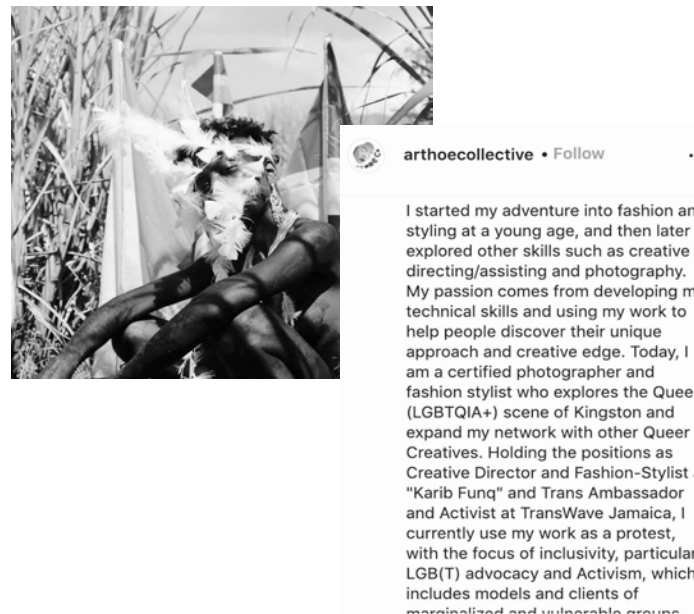 arthoecollective • Follow
I started my adventure into fashion an
styling at a young age, and then later
explored other skills such as creative
directing/assisting and photography.
My passion comes from developing m
technical skills and using my work to
help people discover their unique
approach and creative edge. Today, I
am a certified photographer and
fashion stylist who explores the Quee
(LGBTQIA+) scene of Kingston and
expand my network with other Queer
Creatives. Holding the positions as
Creative Director and Fashion-Stylist a
"Karib Funq" and Trans Ambassador
and Activist at TransWave Jamaica, I
currently use my work as a protest,
with the focus of inclusivity, particular
LGB(T) advocacy and Activism, which
includes models and clients of
marginalized and vulnerable groups